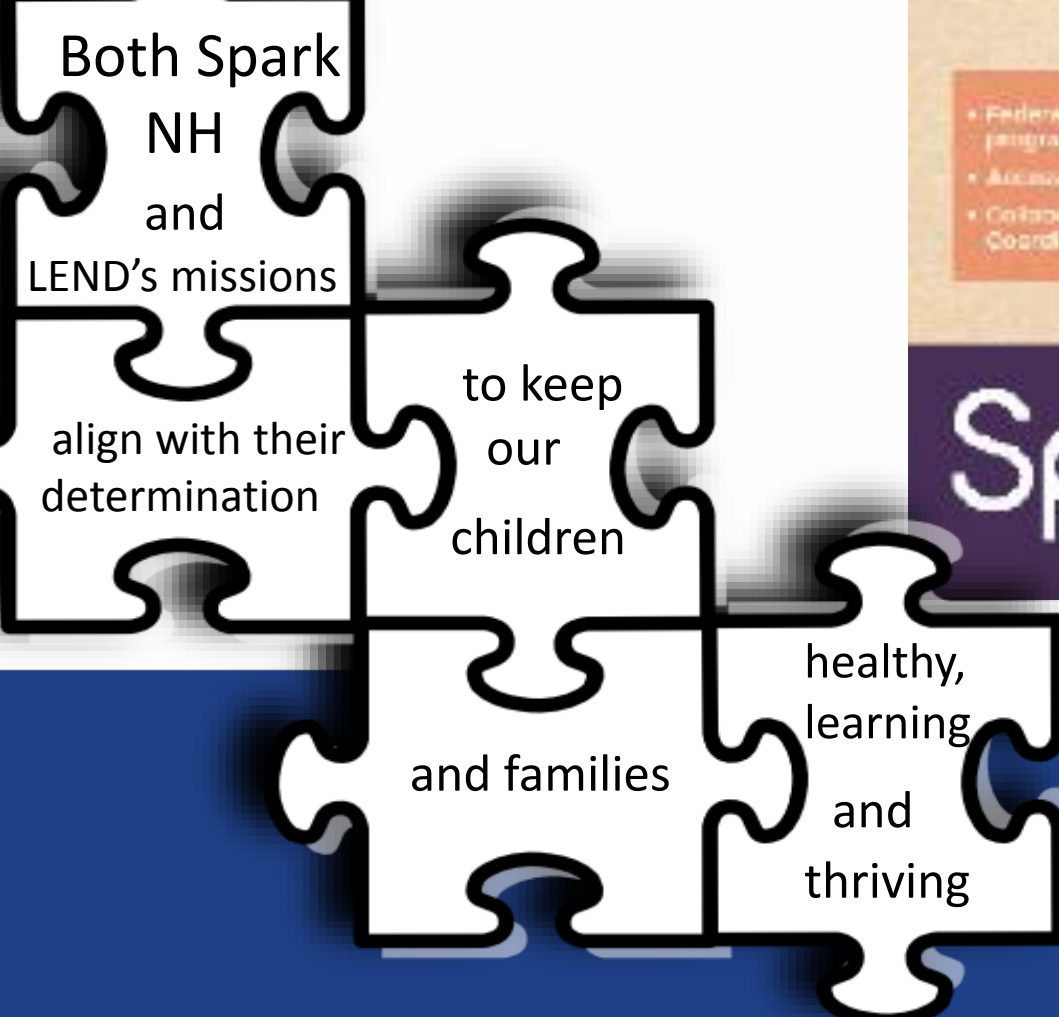 Both Spark
NH
and
LEND’s missions
align with their
determination
to keep
our
children
and families
healthy,
learning
and
thriving